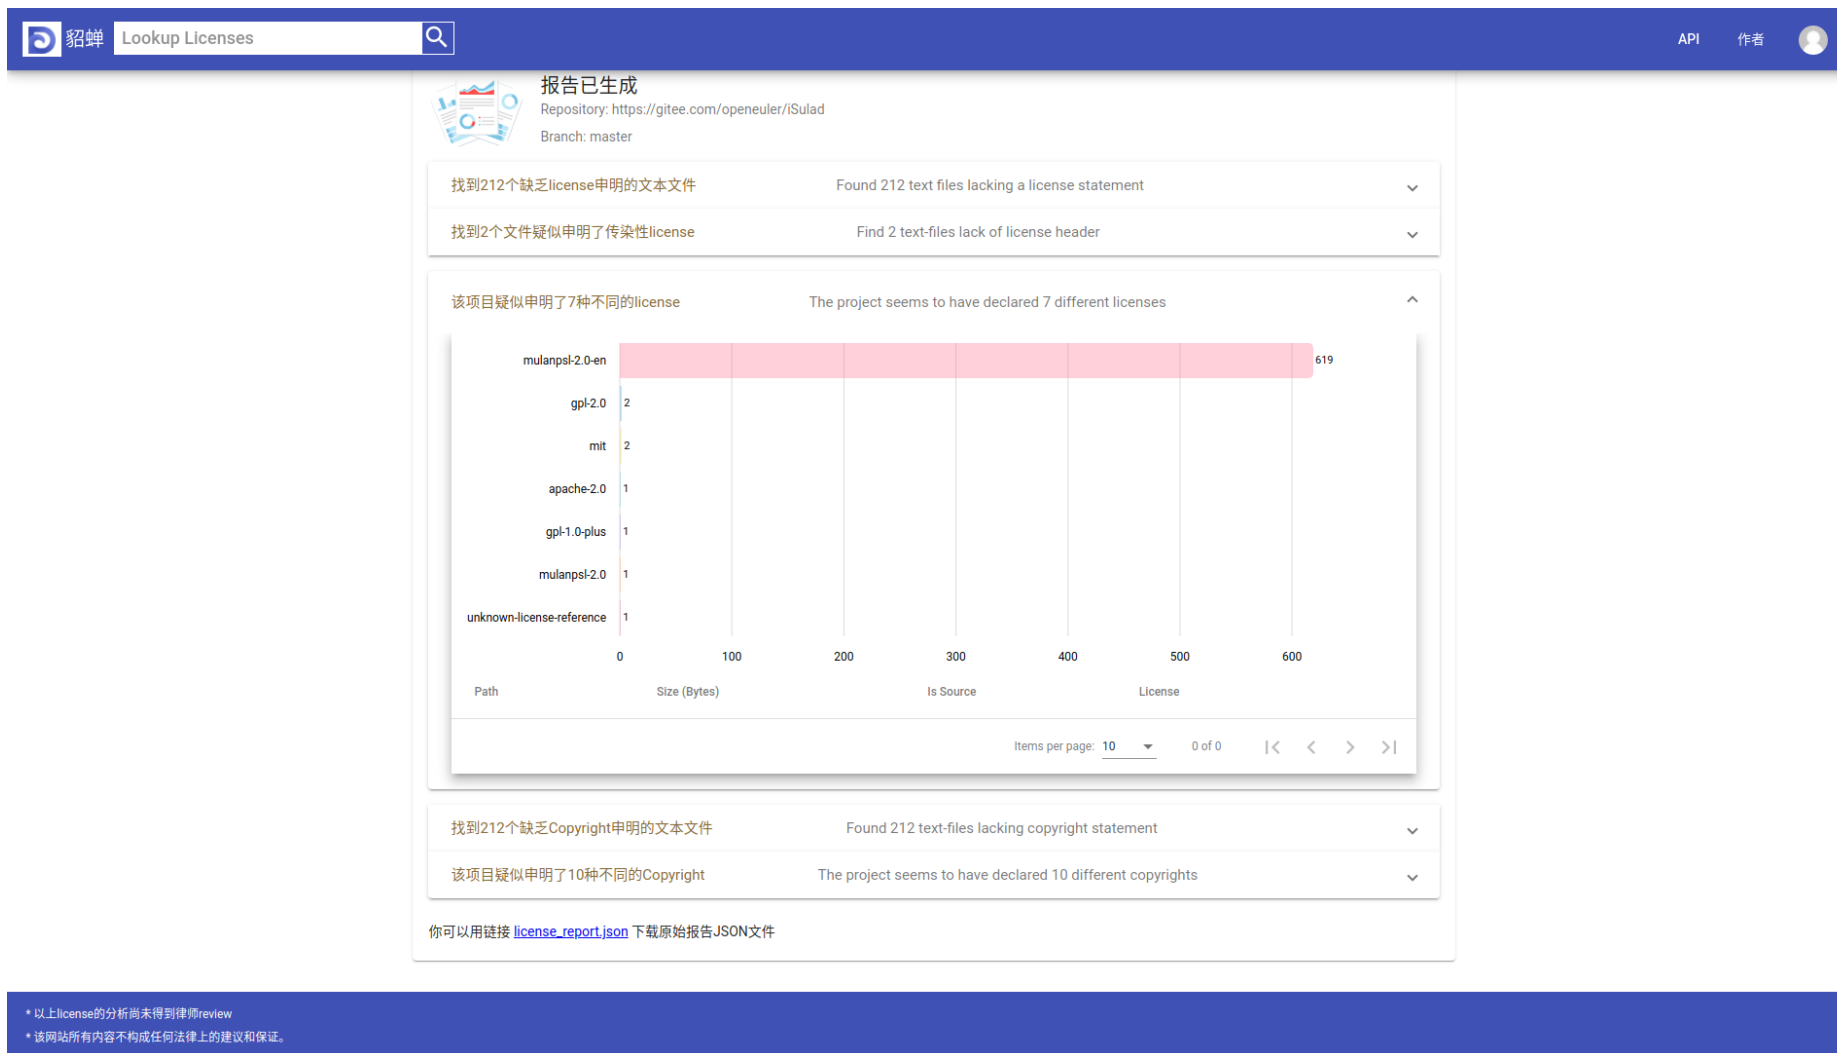 貂蝉
Lookup Licenses
API
作者
报告已生成
Repository: https://gitee.com/openeuler/iSulad
Branch: master
找到212个缺乏license申明的文本文件
Found 212 text files lacking a license statement
找到2个文件疑似申明了传染性license
Find 2 text-files lack of license header
该项目疑似申明了7种不同的license
The project seems to have declared 7 different licenses
mulanpsl-2.0-en 619
gpl-2.0 2
mit 2
apache-2.0 1
gpl-1.0-plus 1
mulanpsl-2.0 1
unknown-license-reference 1
0 100 200 300 400 500 600
Path Size (Bytes) Is Source License
Items per page: 10 0 of 0
找到212个缺乏Copyright申明的文本文件
Found 212 text-files lacking copyright statement
该项目疑似申明了10种不同的Copyright
The project seems to have declared 10 different copyrights
你可以用链接 license_report.json 下载原始报告JSON文件
* 以上license的分析尚未得到律师review
* 该网站所有内容不构成任何法律上的建议和保证。